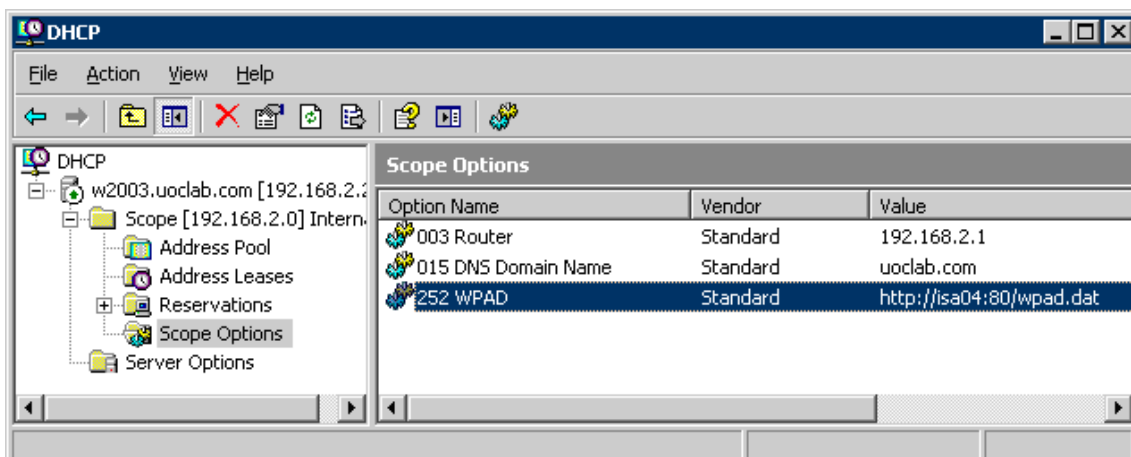 DHCP
File Action View Help
DHCP
w2003.uoclab.com [192.168.2.2
Scope [192.168.2.0] Intern
Address Pool
Address Leases
Reservations
Scope Options
Server Options
Scope Options
Option Name Vendor Value
003 Router Standard 192.168.2.1
015 DNS Domain Name Standard uoclab.com
252 WPAD Standard http://isa04:80/wpad.dat